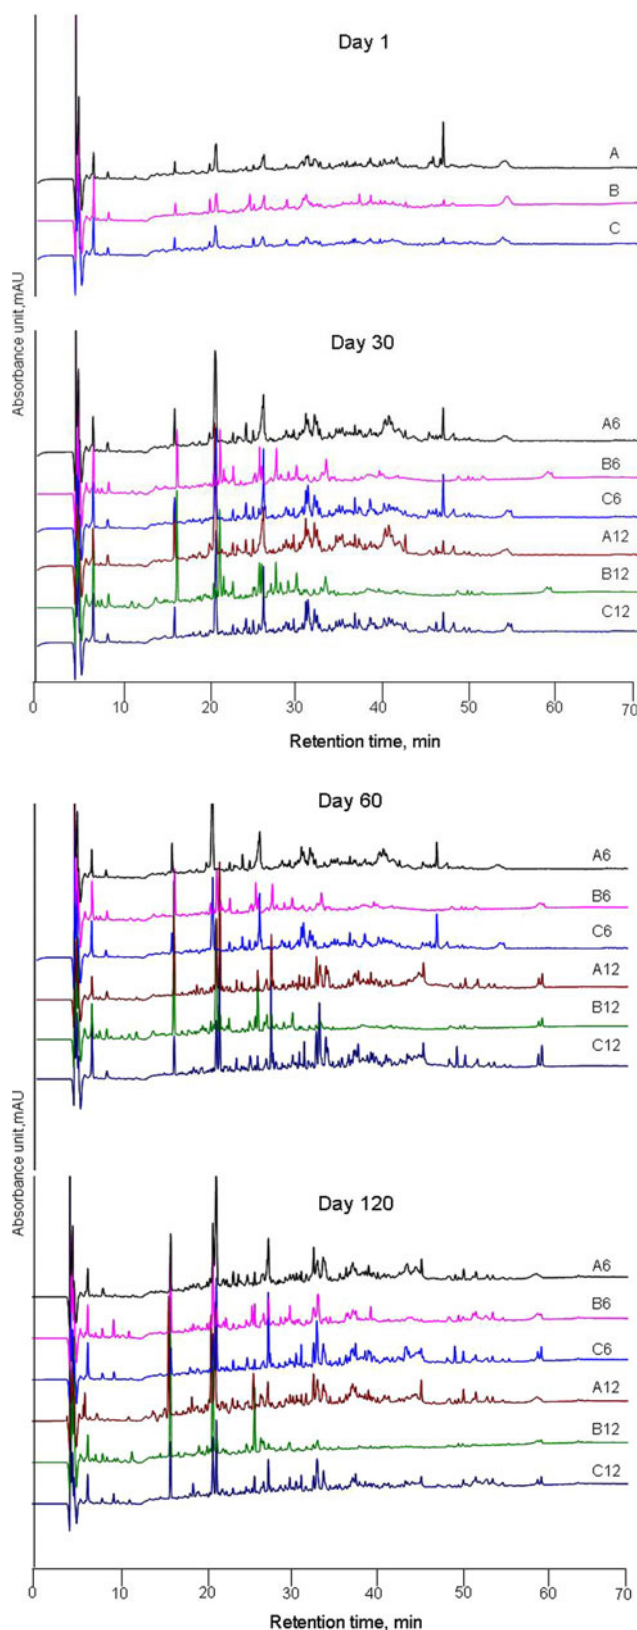 Day 1
A
B
C
Absorbance unit,mAU
Day 30
A6
B6
C6
A12
B12
C12
0 10 20 30 40 50 60 70
Retention time, min
Day 60
A6
B6
C6
A12
B12
C12
Absorbance unit,mAU
Day 120
A6
B6
C6
A12
B12
C12
0 10 20 30 40 50 60 70
Retention time, min